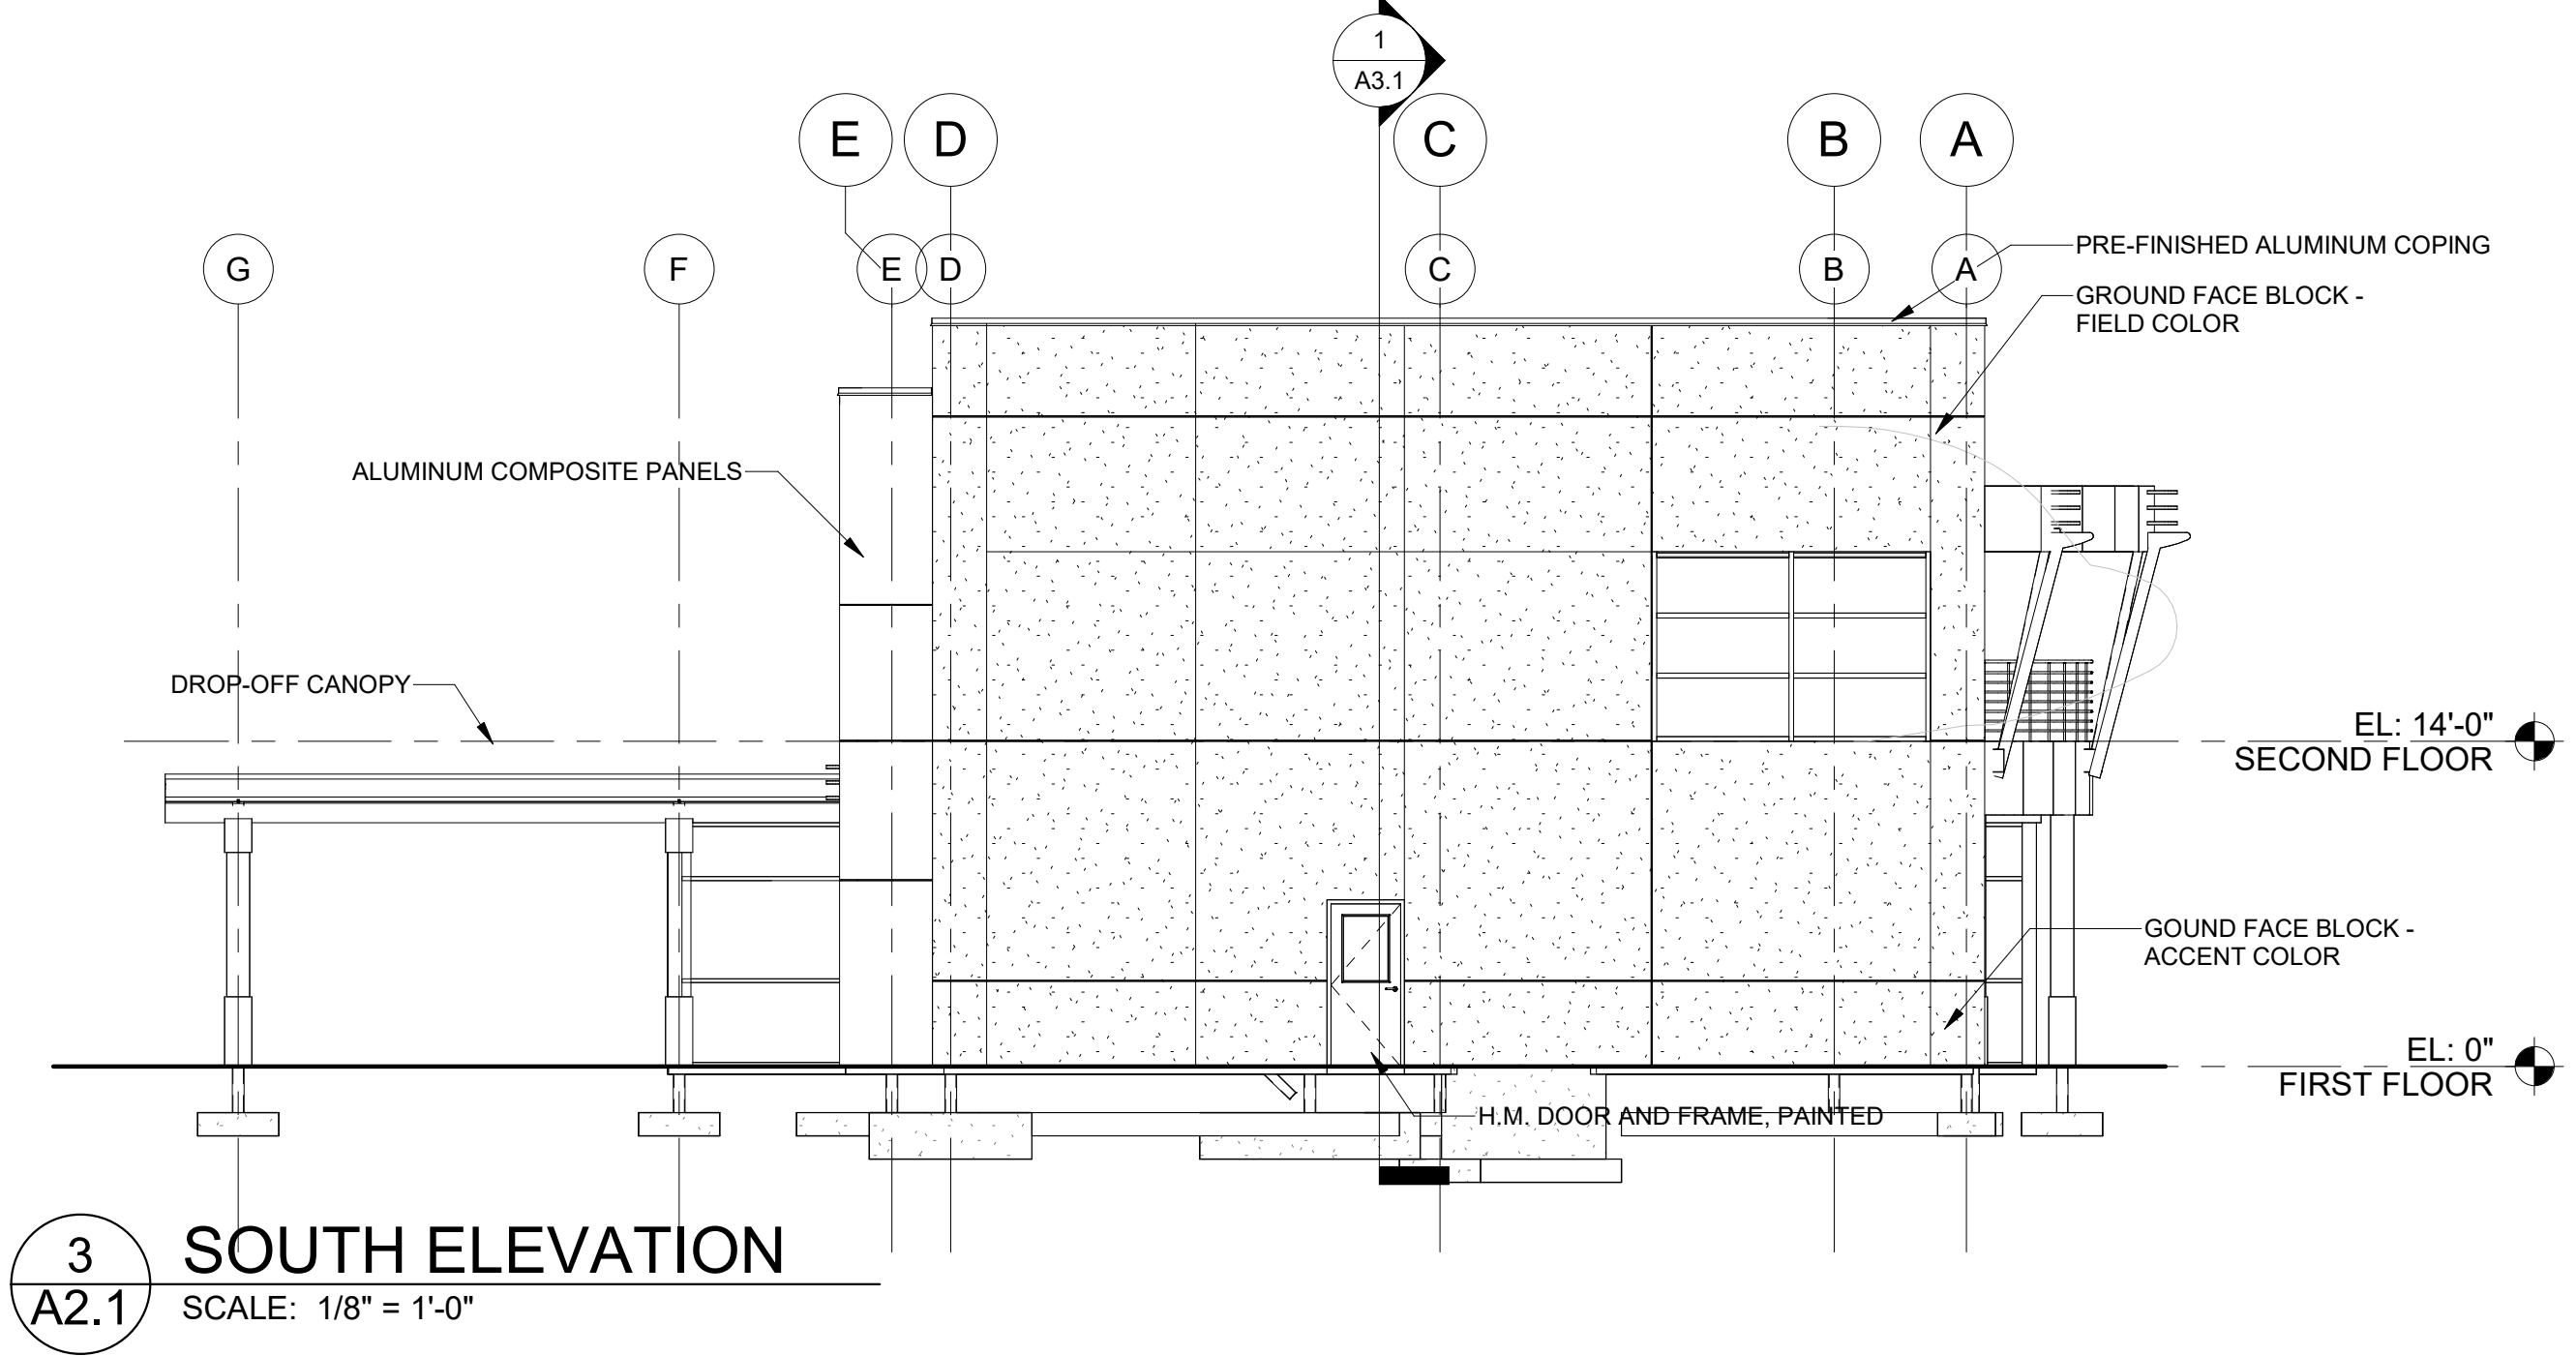 1
A3.1
E
D
C
B
A
G
F
E
D
C
B
A
PRE-FINISHED ALUMINUM COPING
GROUND FACE BLOCK -
FIELD COLOR
ALUMINUM COMPOSITE PANELS
DROP-OFF CANOPY
EL: 14'-0"
SECOND FLOOR
GOUND FACE BLOCK -
ACCENT COLOR
EL: 0"
FIRST FLOOR
H.M. DOOR AND FRAME, PAINTED
3
A2.1
SOUTH ELEVATION
SCALE: 1/8" = 1'-0"